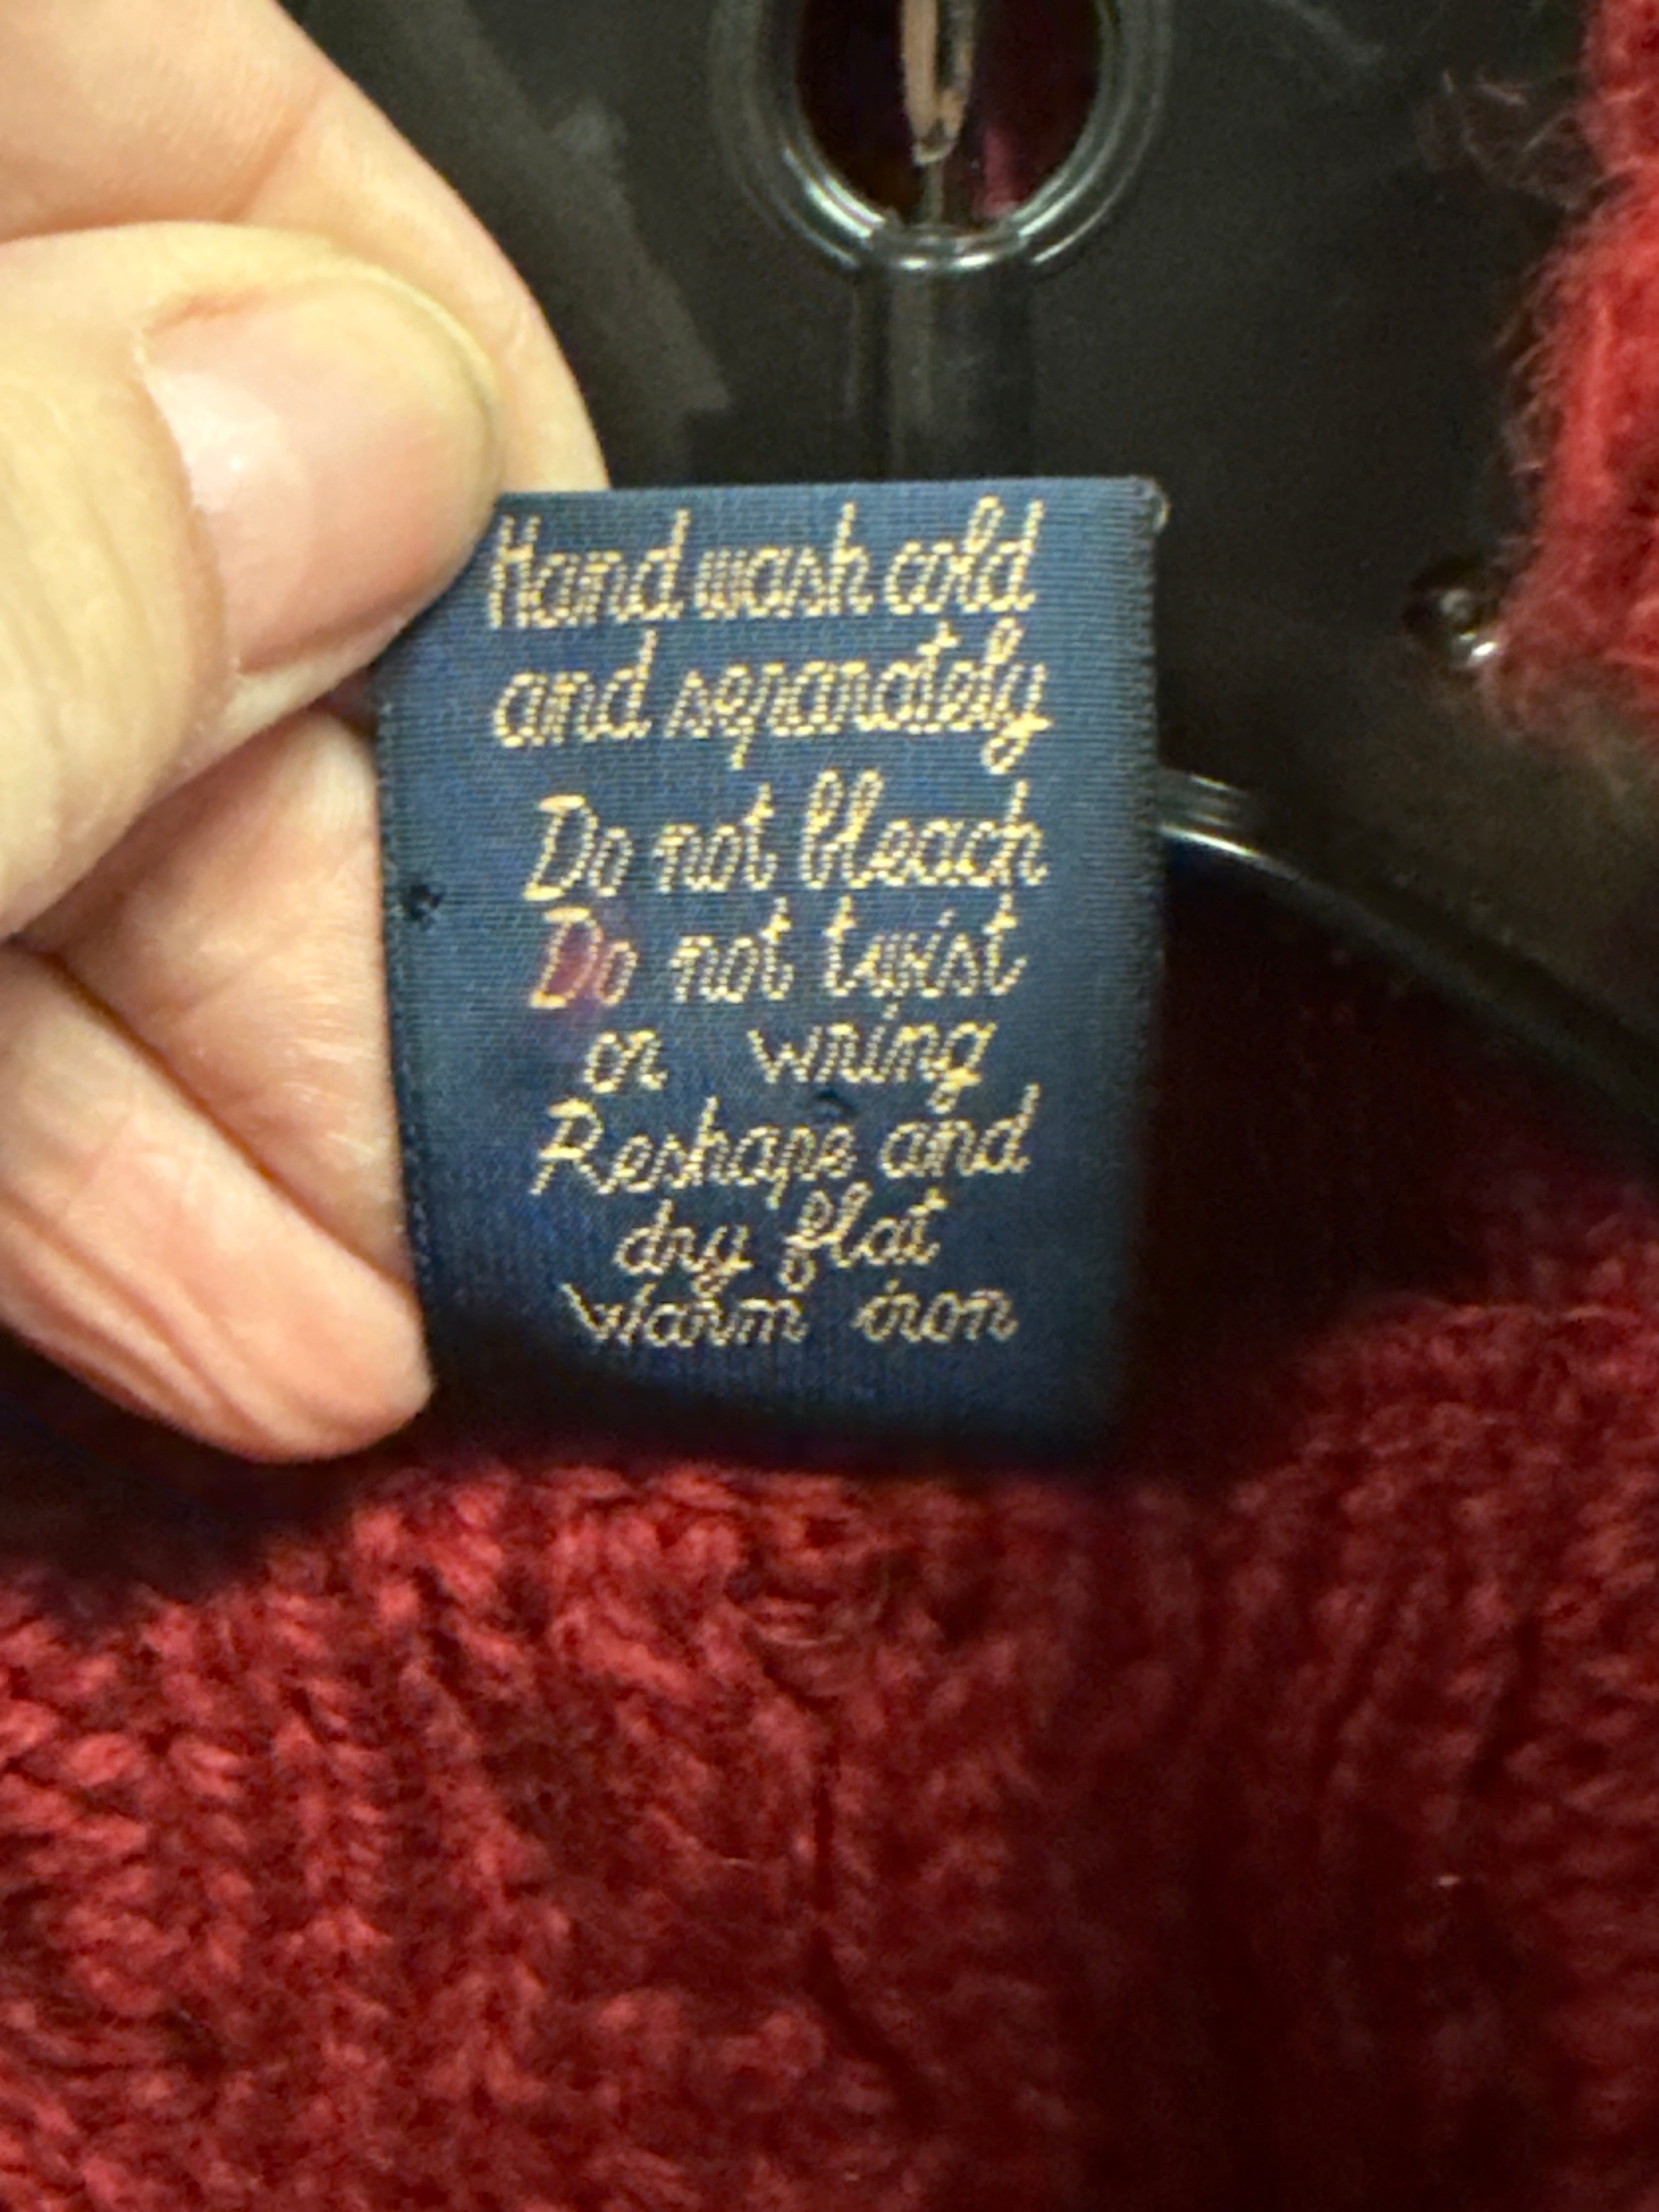 Hand wash cold
and separately
Do not bleach
Do not twist
or wring
Reshape and
dry flat
Warm iron